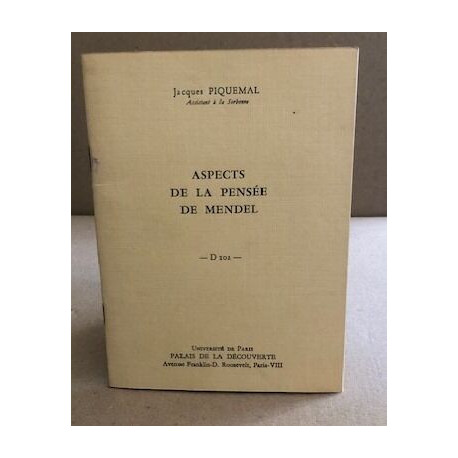 Jacques PIQUEMAL
Assistant à la Sorbonne
ASPECTS
DE LA PENSÉE
DE MENDEL
— D 202 —
Université de Paris
PALAIS DE LA DÉCOUVERTE
Avenue Franklin-D. Roosevelt, Paris-VIII